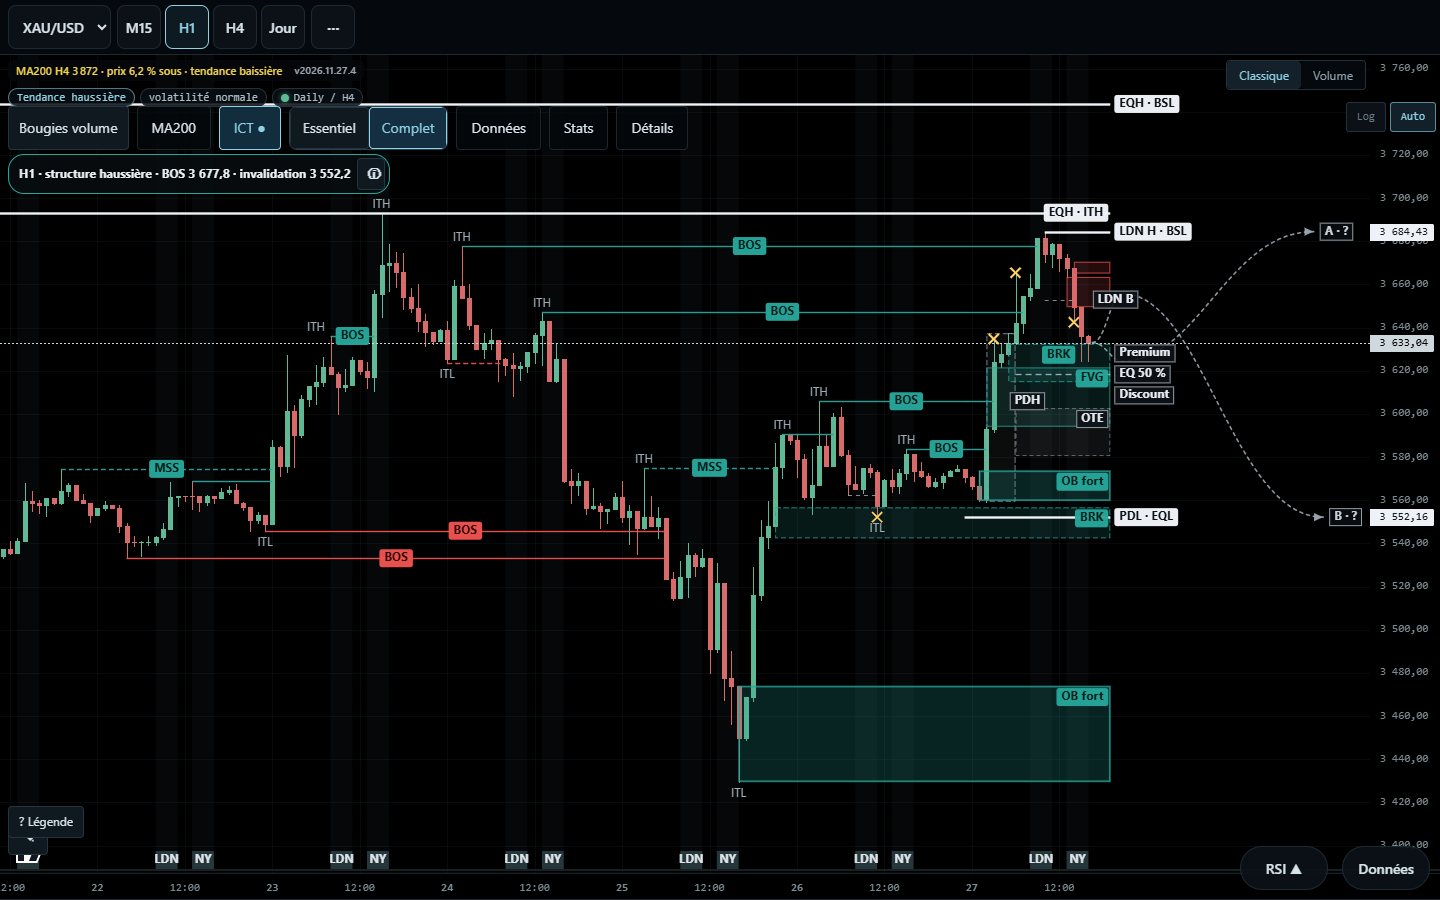 XAU/USD M15 H1 H4 Jour ---
MA200 H4 3 872 · prix 6,2 % sous · tendance baissière v2026.11.27.4
Tendance haussière volatilité normale Daily / H4
Classique Volume
Bougies volume MA200 ICT Essentiel Complet Données Stats Détails
Log Auto
H1 · structure haussière · BOS 3 677,8 · invalidation 3 552,2
3 760,00
EQH · BSL
3 720,00
3 700,00
ITH
EQH · ITH
LDN H · BSL
A · ?
3 684,43
ITH
BOS
3 660,00
LDN B
ITH
BOS
3 640,00
ITH
BOS
3 633,04
BRK
Premium
ITL
FVG
EQ 50 %
3 620,00
ITH
BOS
PDH
Discount
3 600,00
ITH
OTE
ITH
BOS
3 580,00
MSS
ITH
MSS
OB fort
3 560,00
BRK
PDL · EQL
B · ?
3 552,16
BOS
ITL
ITL
3 540,00
BOS
3 520,00
3 500,00
3 480,00
OB fort
3 460,00
3 440,00
ITL
3 420,00
? Légende
3 400,00
LDN NY LDN NY LDN NY LDN NY LDN NY LDN NY
RSI ▲ Données
22 12:00 23 12:00 24 12:00 25 12:00 26 12:00 27 12:00